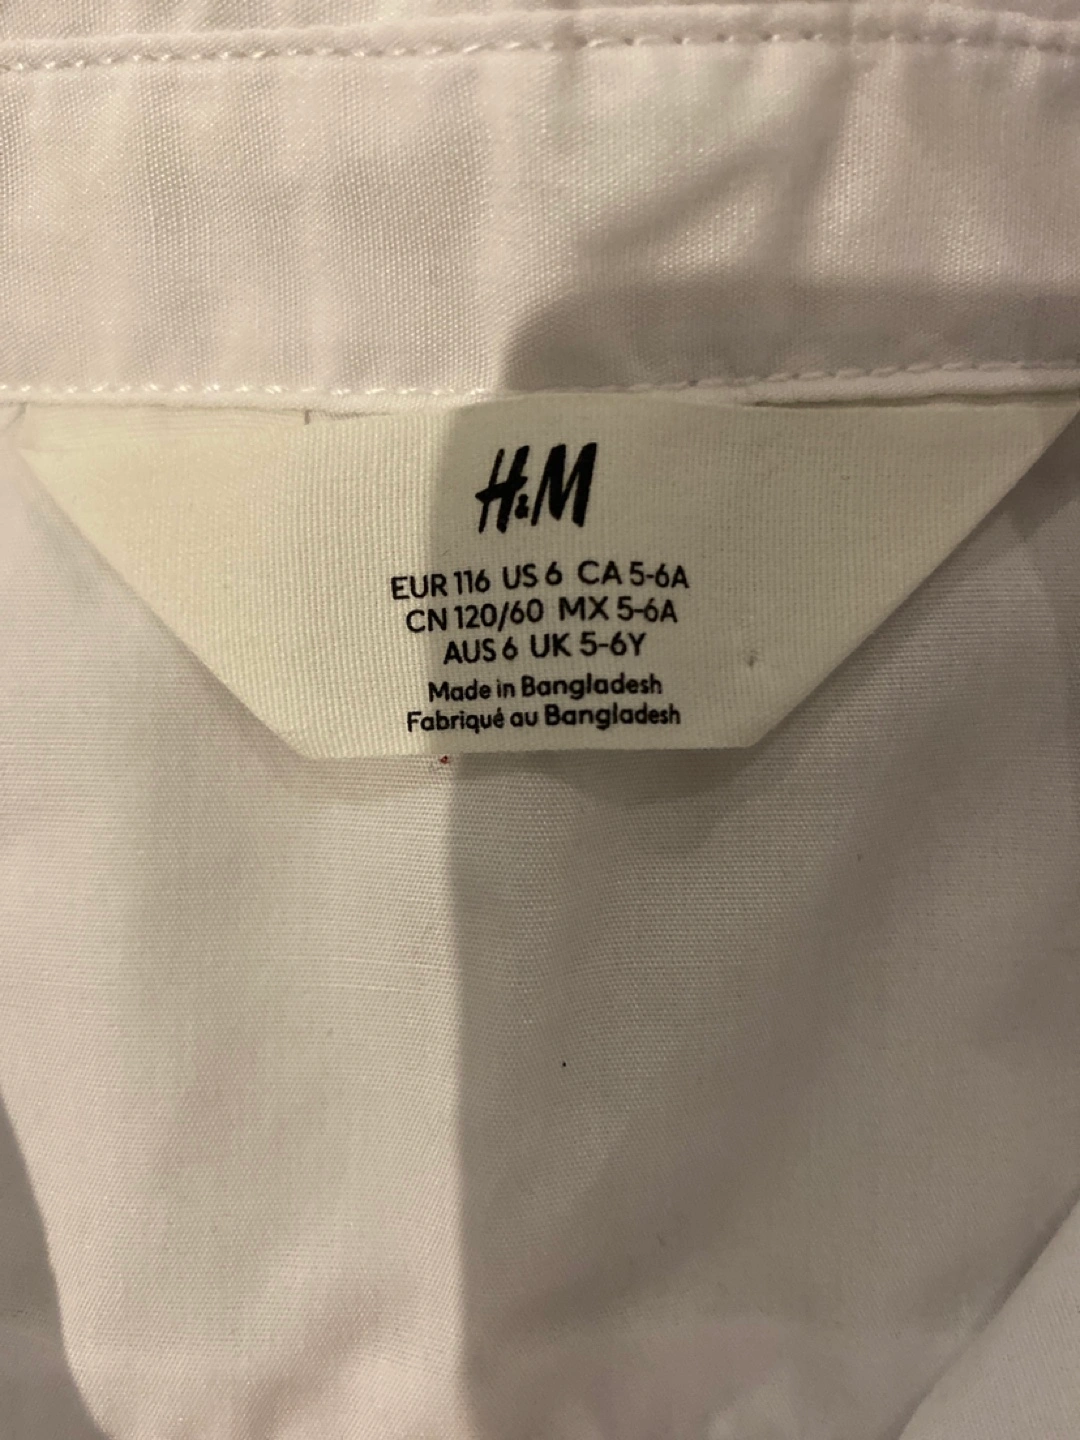 H&M
EUR 116 US 6 CA 5-6A
CN 120/60 MX 5-6A
AUS 6 UK 5-6Y
Made in Bangladesh
Fabriqué au Bangladesh